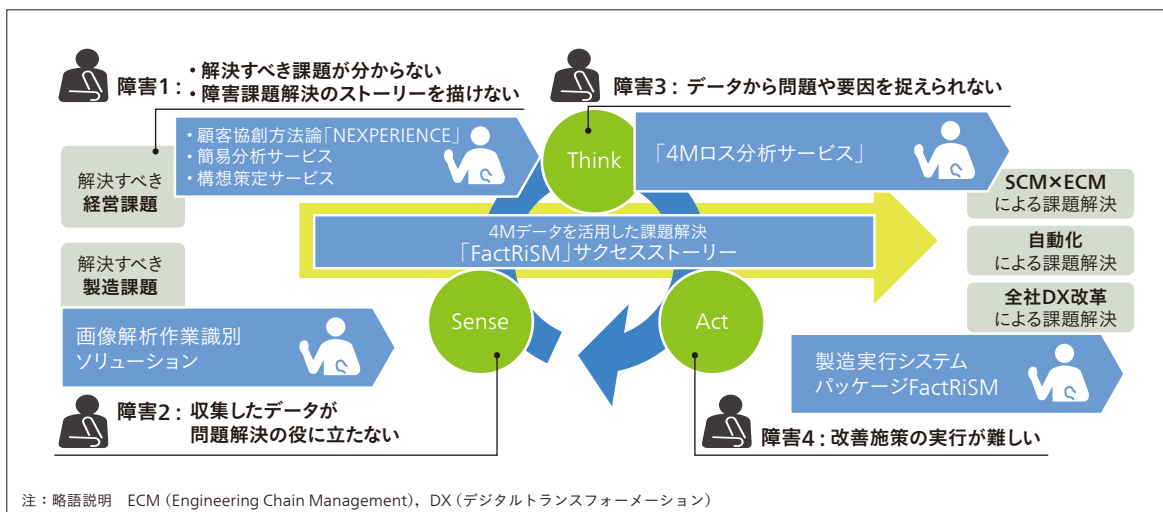 障害1：
・解決すべき課題が分からない
・障害課題解決のストーリーを描けない
障害3： データから問題や要因を捉えられない
・顧客協創方法論「NEXPERIENCE」
・簡易分析サービス
・構想策定サービス
Think
「4Mロス分析サービス」
解決すべき
経営課題
SCM×ECM
による課題解決
4Mデータを活用した課題解決
「FactRiSM」サクセスストーリー
自動化
による課題解決
解決すべき
製造課題
全社DX改革
による課題解決
画像解析作業識別
ソリューション
Sense
Act
製造実行システム
パッケージFactRiSM
障害2： 収集したデータが
問題解決の役に立たない
障害4：改善施策の実行が難しい
注：略語説明　ECM（Engineering Chain Management），DX（デジタルトランスフォーメーション）